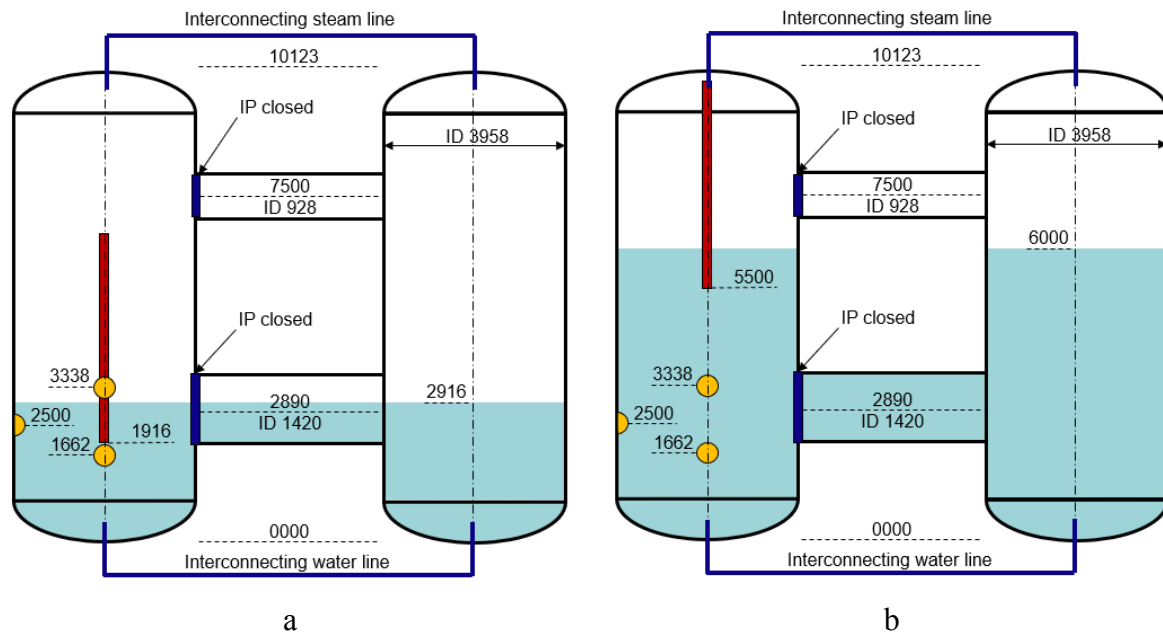 Interconnecting steam line
10123
IP closed
ID 3958
7500
ID 928
IP closed
3338
2916
2500
2890
1916
ID 1420
1662
0000
Interconnecting water line
a
Interconnecting steam line
10123
IP closed
ID 3958
7500
ID 928
6000
5500
IP closed
3338
2500
2890
ID 1420
1662
0000
Interconnecting water line
b